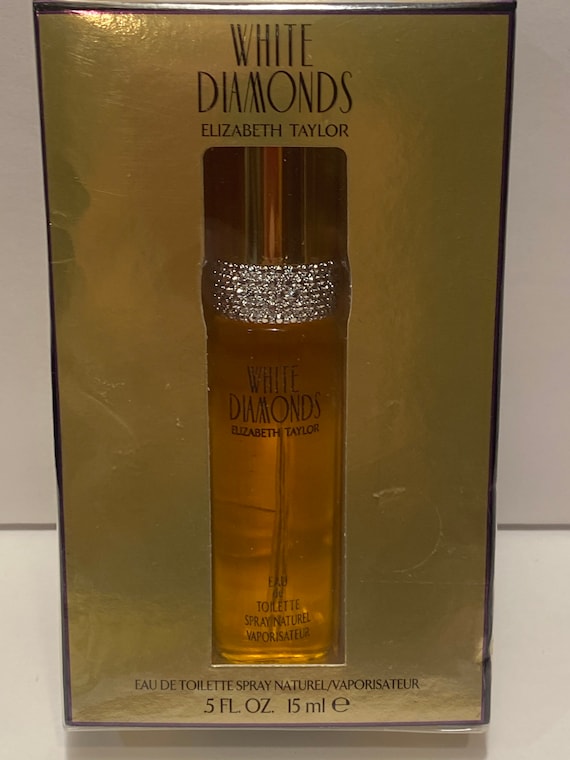 WHITE
DIAMONDS
ELIZABETH TAYLOR
WHITE
DIAMONDS
ELIZABETH TAYLOR
EAU
de
TOILETTE
SPRAY NATUREL
VAPORISATEUR
EAU DE TOILETTE SPRAY NATUREL/VAPORISATEUR
.5 FL. OZ. 15 ml ℮